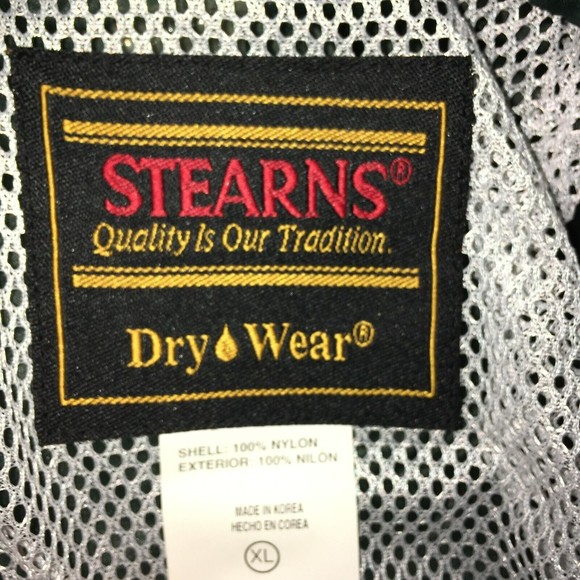 STEARNS®
Quality Is Our Tradition.
Dry Wear®
SHELL: 100% NYLON
EXTERIOR: 100% NILON
MADE IN KOREA
HECHO EN COREA
XL